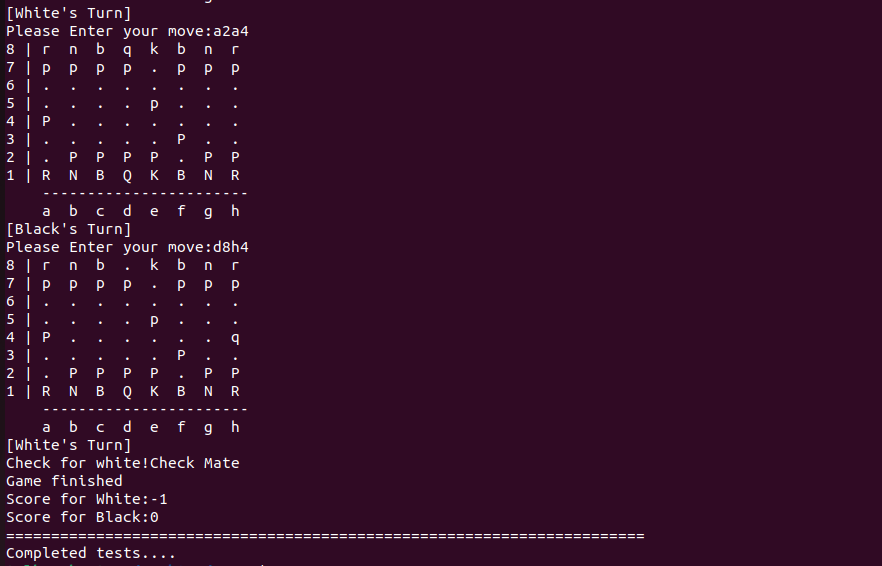 [White's Turn]
Please Enter your move:a2a4
8 | r  n  b  q  k  b  n  r
7 | p  p  p  p  .  p  p  p
6 | .  .  .  .  .  .  .  .
5 | .  .  .  .  p  .  .  .
4 | P  .  .  .  .  .  .  .
3 | .  .  .  .  .  P  .  .
2 | .  P  P  P  P  .  P  P
1 | R  N  B  Q  K  B  N  R
    -----------------------
    a  b  c  d  e  f  g  h
[Black's Turn]
Please Enter your move:d8h4
8 | r  n  b  .  k  b  n  r
7 | p  p  p  p  .  p  p  p
6 | .  .  .  .  .  .  .  .
5 | .  .  .  .  p  .  .  .
4 | P  .  .  .  .  .  .  q
3 | .  .  .  .  .  P  .  .
2 | .  P  P  P  P  .  P  P
1 | R  N  B  Q  K  B  N  R
    -----------------------
    a  b  c  d  e  f  g  h
[White's Turn]
Check for white!Check Mate
Game finished
Score for White:-1
Score for Black:0
=======================================================================
Completed tests....